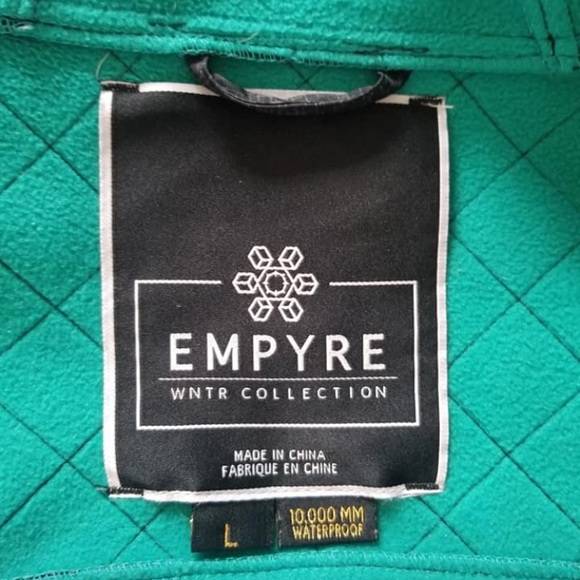 EMPYRE
WNTR COLLECTION
MADE IN CHINA
FABRIQUE EN CHINE
L
10,000 MM
WATERPROOF